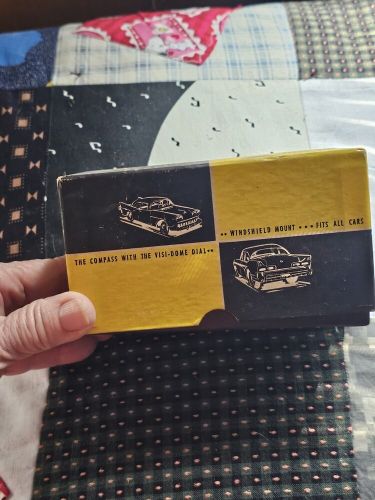 •• WINDSHIELD MOUNT • • • FITS ALL CARS
THE COMPASS WITH THE VISI-DOME DIAL••